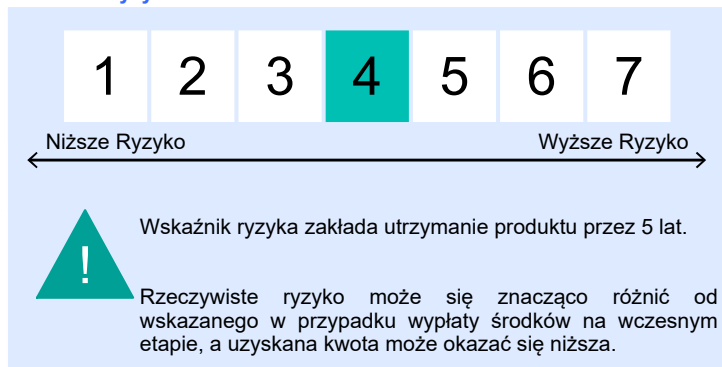 1 2 3 4 5 6 7
Niższe Ryzyko Wyższe Ryzyko
Wskaźnik ryzyka zakłada utrzymanie produktu przez 5 lat.
!
Rzeczywiste ryzyko może się znacząco różnić od
wskazanego w przypadku wypłaty środków na wczesnym
etapie, a uzyskana kwota może okazać się niższa.